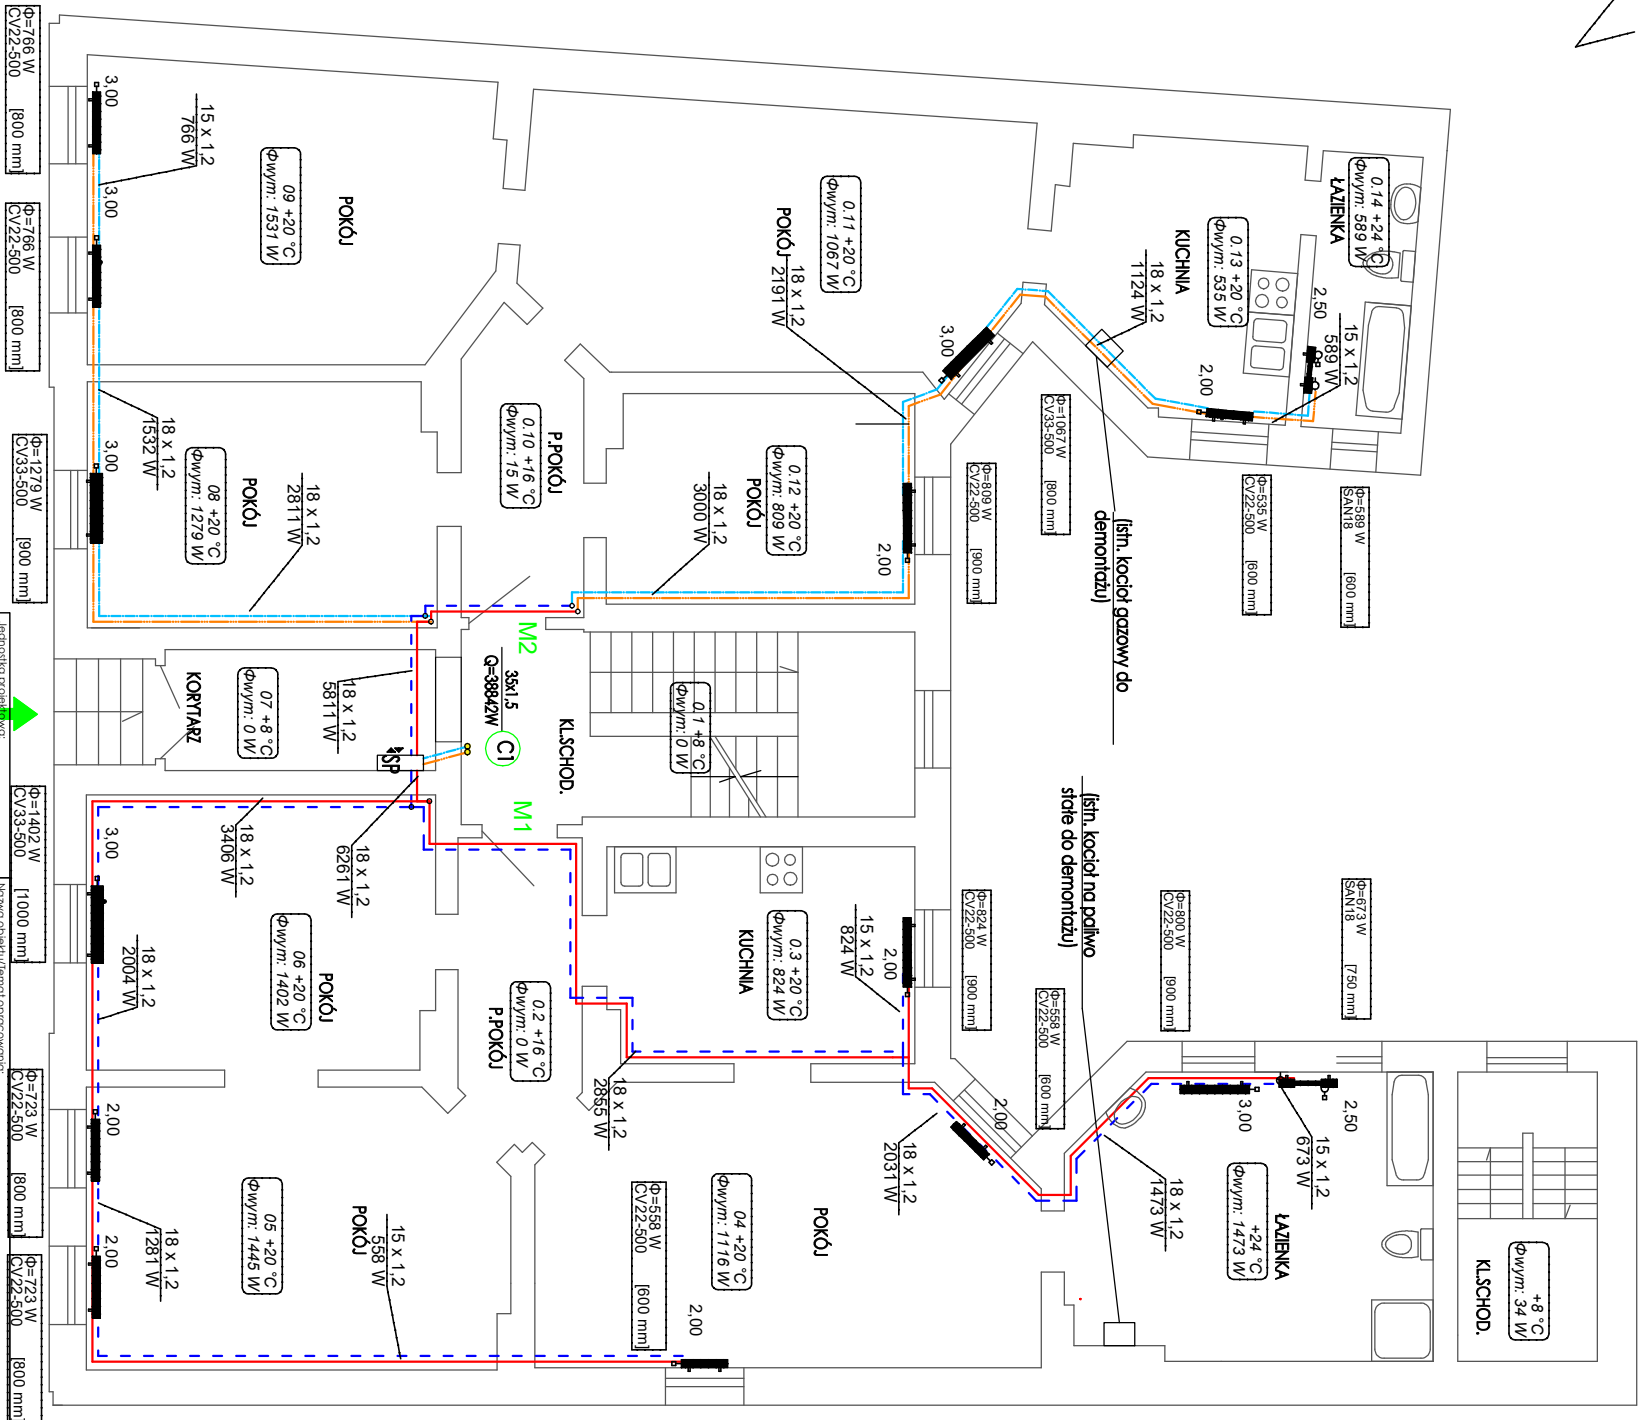 Φ=766 W
CV22-500 [800 mm]
Φ=766 W
CV22-500 [800 mm]
Φ=1279 W
CV33-500 [900 mm]
Φ=1402 W
CV33-500 [1000 mm]
Φ=723 W
CV22-500 [800 mm]
Φ=723 W
CV22-500 [800 mm]
Jednostka projektowa:
Nazwa obiektu/Temat opracowania:
3,00
15 x 1,2
766 W
3,00
09 +20 °C
Φwym: 1531 W
POKÓJ
3,00
18 x 1,2
1532 W
08 +20 °C
Φwym: 1279 W
POKÓJ
18 x 1,2
2811 W
0.10 +16 °C
Φwym: 15 W
P.POKÓJ
0.11 +20 °C
Φwym: 1067 W
POKÓJ
18 x 1,2
2191 W
0.12 +20 °C
Φwym: 809 W
POKÓJ
18 x 1,2
3000 W
2,00
3,00
0.13 +20 °C
Φwym: 535 W
KUCHNIA
18 x 1,2
1124 W
2,00
0.14 +24 °C
Φwym: 589 W
ŁAZIENKA
2,50
15 x 1,2
589 W
Φ=1067 W
CV33-500 [800 mm]
Φ=809 W
CV22-500 [900 mm]
Φ=535 W
CV22-500 [600 mm]
Φ=589 W
SAN18 [600 mm]
(istn. kocioł gazowy do
demontażu)
M2
35x1,5
Q=38842W
C1
KL.SCHOD.
M1
0.1 +8 °C
Φwym: 0 W
07 +8 °C
Φwym: 0 W
KORYTARZ
18 x 1,2
5811 W
SP
18 x 1,2
6261 W
18 x 1,2
3406 W
3,00
06 +20 °C
Φwym: 1402 W
POKÓJ
18 x 1,2
2004 W
2,00
05 +20 °C
Φwym: 1445 W
POKÓJ
18 x 1,2
1281 W
2,00
15 x 1,2
558 W
0.2 +16 °C
Φwym: 0 W
P.POKÓJ
0.3 +20 °C
Φwym: 824 W
KUCHNIA
15 x 1,2
824 W
2,00
18 x 1,2
2855 W
04 +20 °C
Φwym: 1116 W
POKÓJ
Φ=558 W
CV22-500 [600 mm]
2,00
18 x 1,2
2031 W
2,00
(istn. kocioł na paliwo
stałe do demontażu)
Φ=824 W
CV22-500 [900 mm]
Φ=558 W
CV22-500 [600 mm]
Φ=800 W
CV22-500 [900 mm]
Φ=673 W
SAN18 [750 mm]
3,00
2,50
15 x 1,2
673 W
18 x 1,2
1473 W
+24 °C
Φwym: 1473 W
ŁAZIENKA
+8 °C
Φwym: 34 W
KL.SCHOD.